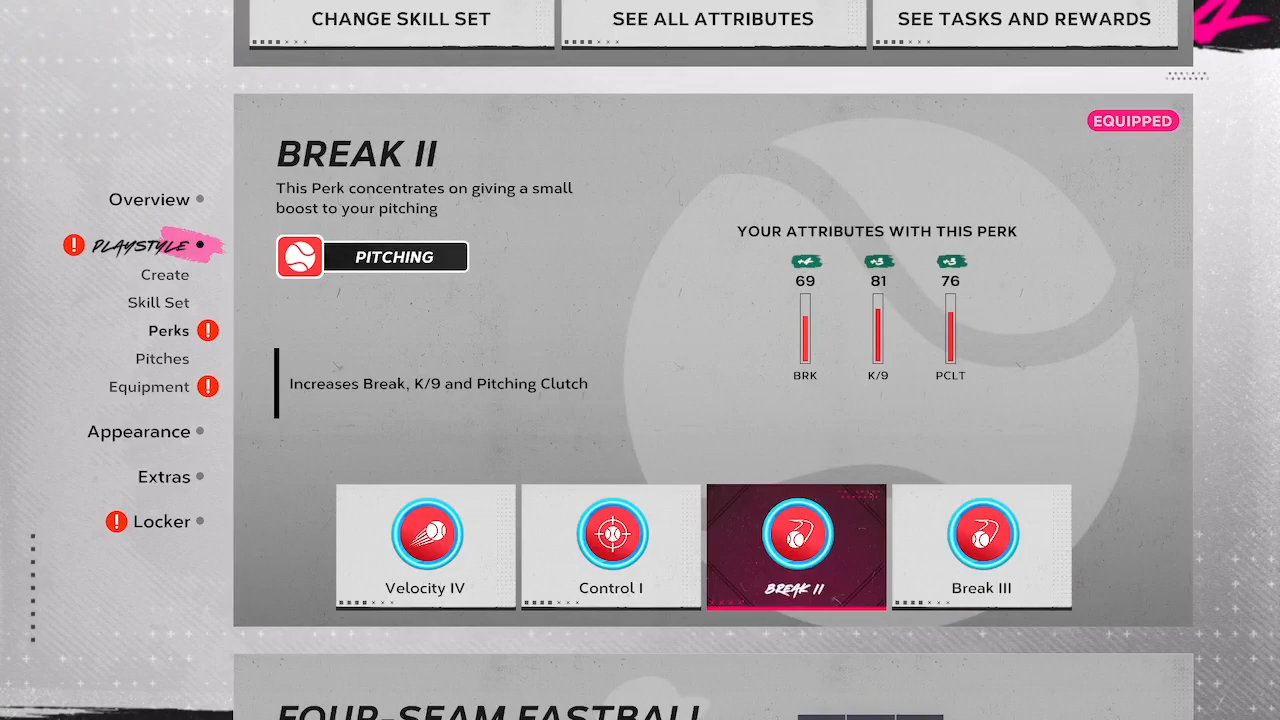 CHANGE SKILL SET
SEE ALL ATTRIBUTES
SEE TASKS AND REWARDS
EQUIPPED
BREAK II
This Perk concentrates on giving a small
boost to your pitching
PITCHING
YOUR ATTRIBUTES WITH THIS PERK
+4
+3
+3
69
81
76
BRK
K/9
PCLT
Increases Break, K/9 and Pitching Clutch
Overview
PLAYSTYLE
Create
Skill Set
Perks
Pitches
Equipment
Appearance
Extras
Locker
Velocity IV
Control I
BREAK II
Break III
FOUR-SEAM FASTBALL